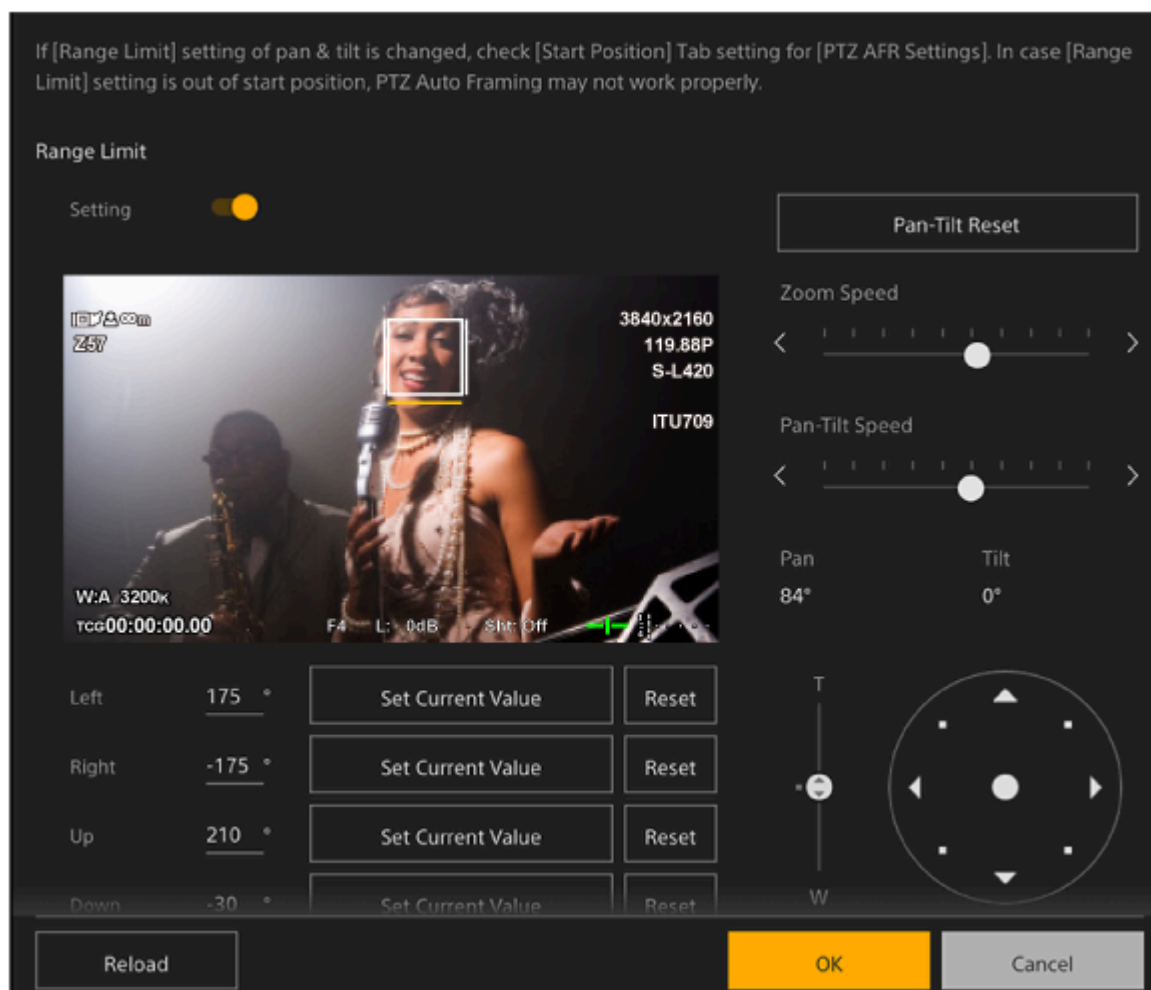 If [Range Limit] setting of pan & tilt is changed, check [Start Position] Tab setting for [PTZ AFR Settings]. In case [Range
Limit] setting is out of start position, PTZ Auto Framing may not work properly.
Range Limit
Setting
Pan-Tilt Reset
Zoom Speed
Pan-Tilt Speed
Pan Tilt
84° 0°
∞m
Z57
3840x2160
119.88P
S-L420
ITU709
W:A 3200K
TCG00:00:00.00 F4 L: 0dB Sht: Off
Left 175 ° Set Current Value Reset
Right -175 ° Set Current Value Reset
Up 210 ° Set Current Value Reset
Down -30 ° Set Current Value Reset
T
W
Reload OK Cancel